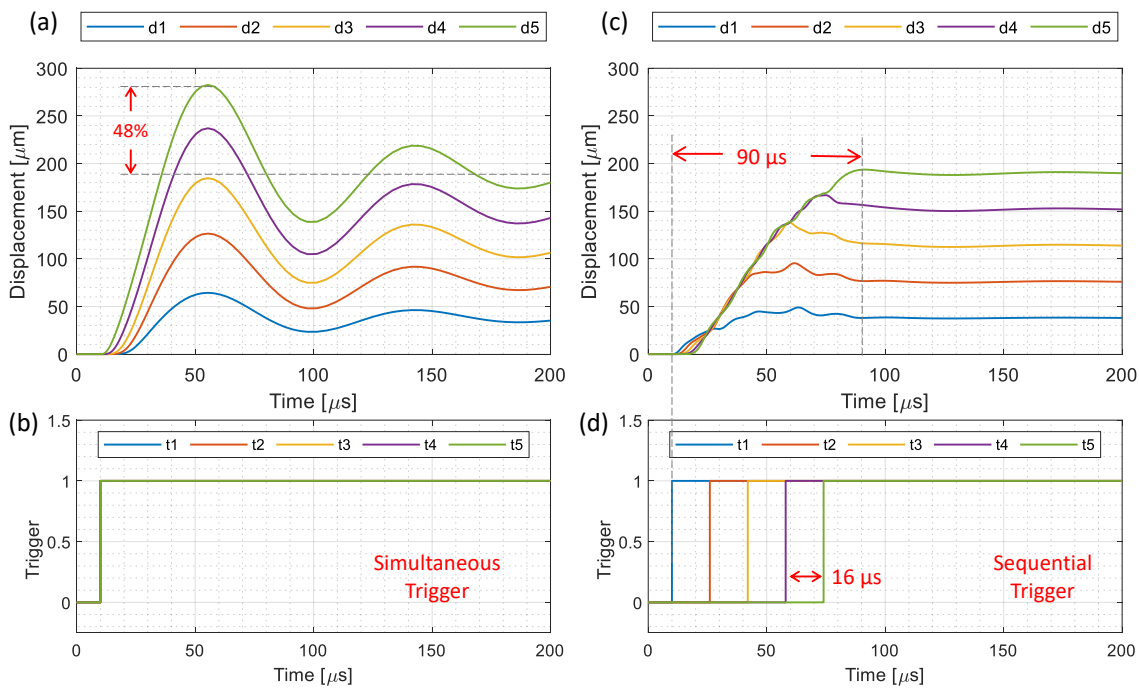 (a)
d1 d2 d3 d4 d5
300
250
200
150
100
50
0
Displacement [μm]
48%
0 50 100 150 200
Time [μs]
(b)
t1 t2 t3 t4 t5
1.5
1
0.5
0
Trigger
Simultaneous
Trigger
0 50 100 150 200
Time [μs]
(c)
d1 d2 d3 d4 d5
300
250
200
150
100
50
0
Displacement [μm]
90 μs
0 50 100 150 200
Time [μs]
(d)
t1 t2 t3 t4 t5
1.5
1
0.5
0
Trigger
16 μs
Sequential
Trigger
0 50 100 150 200
Time [μs]